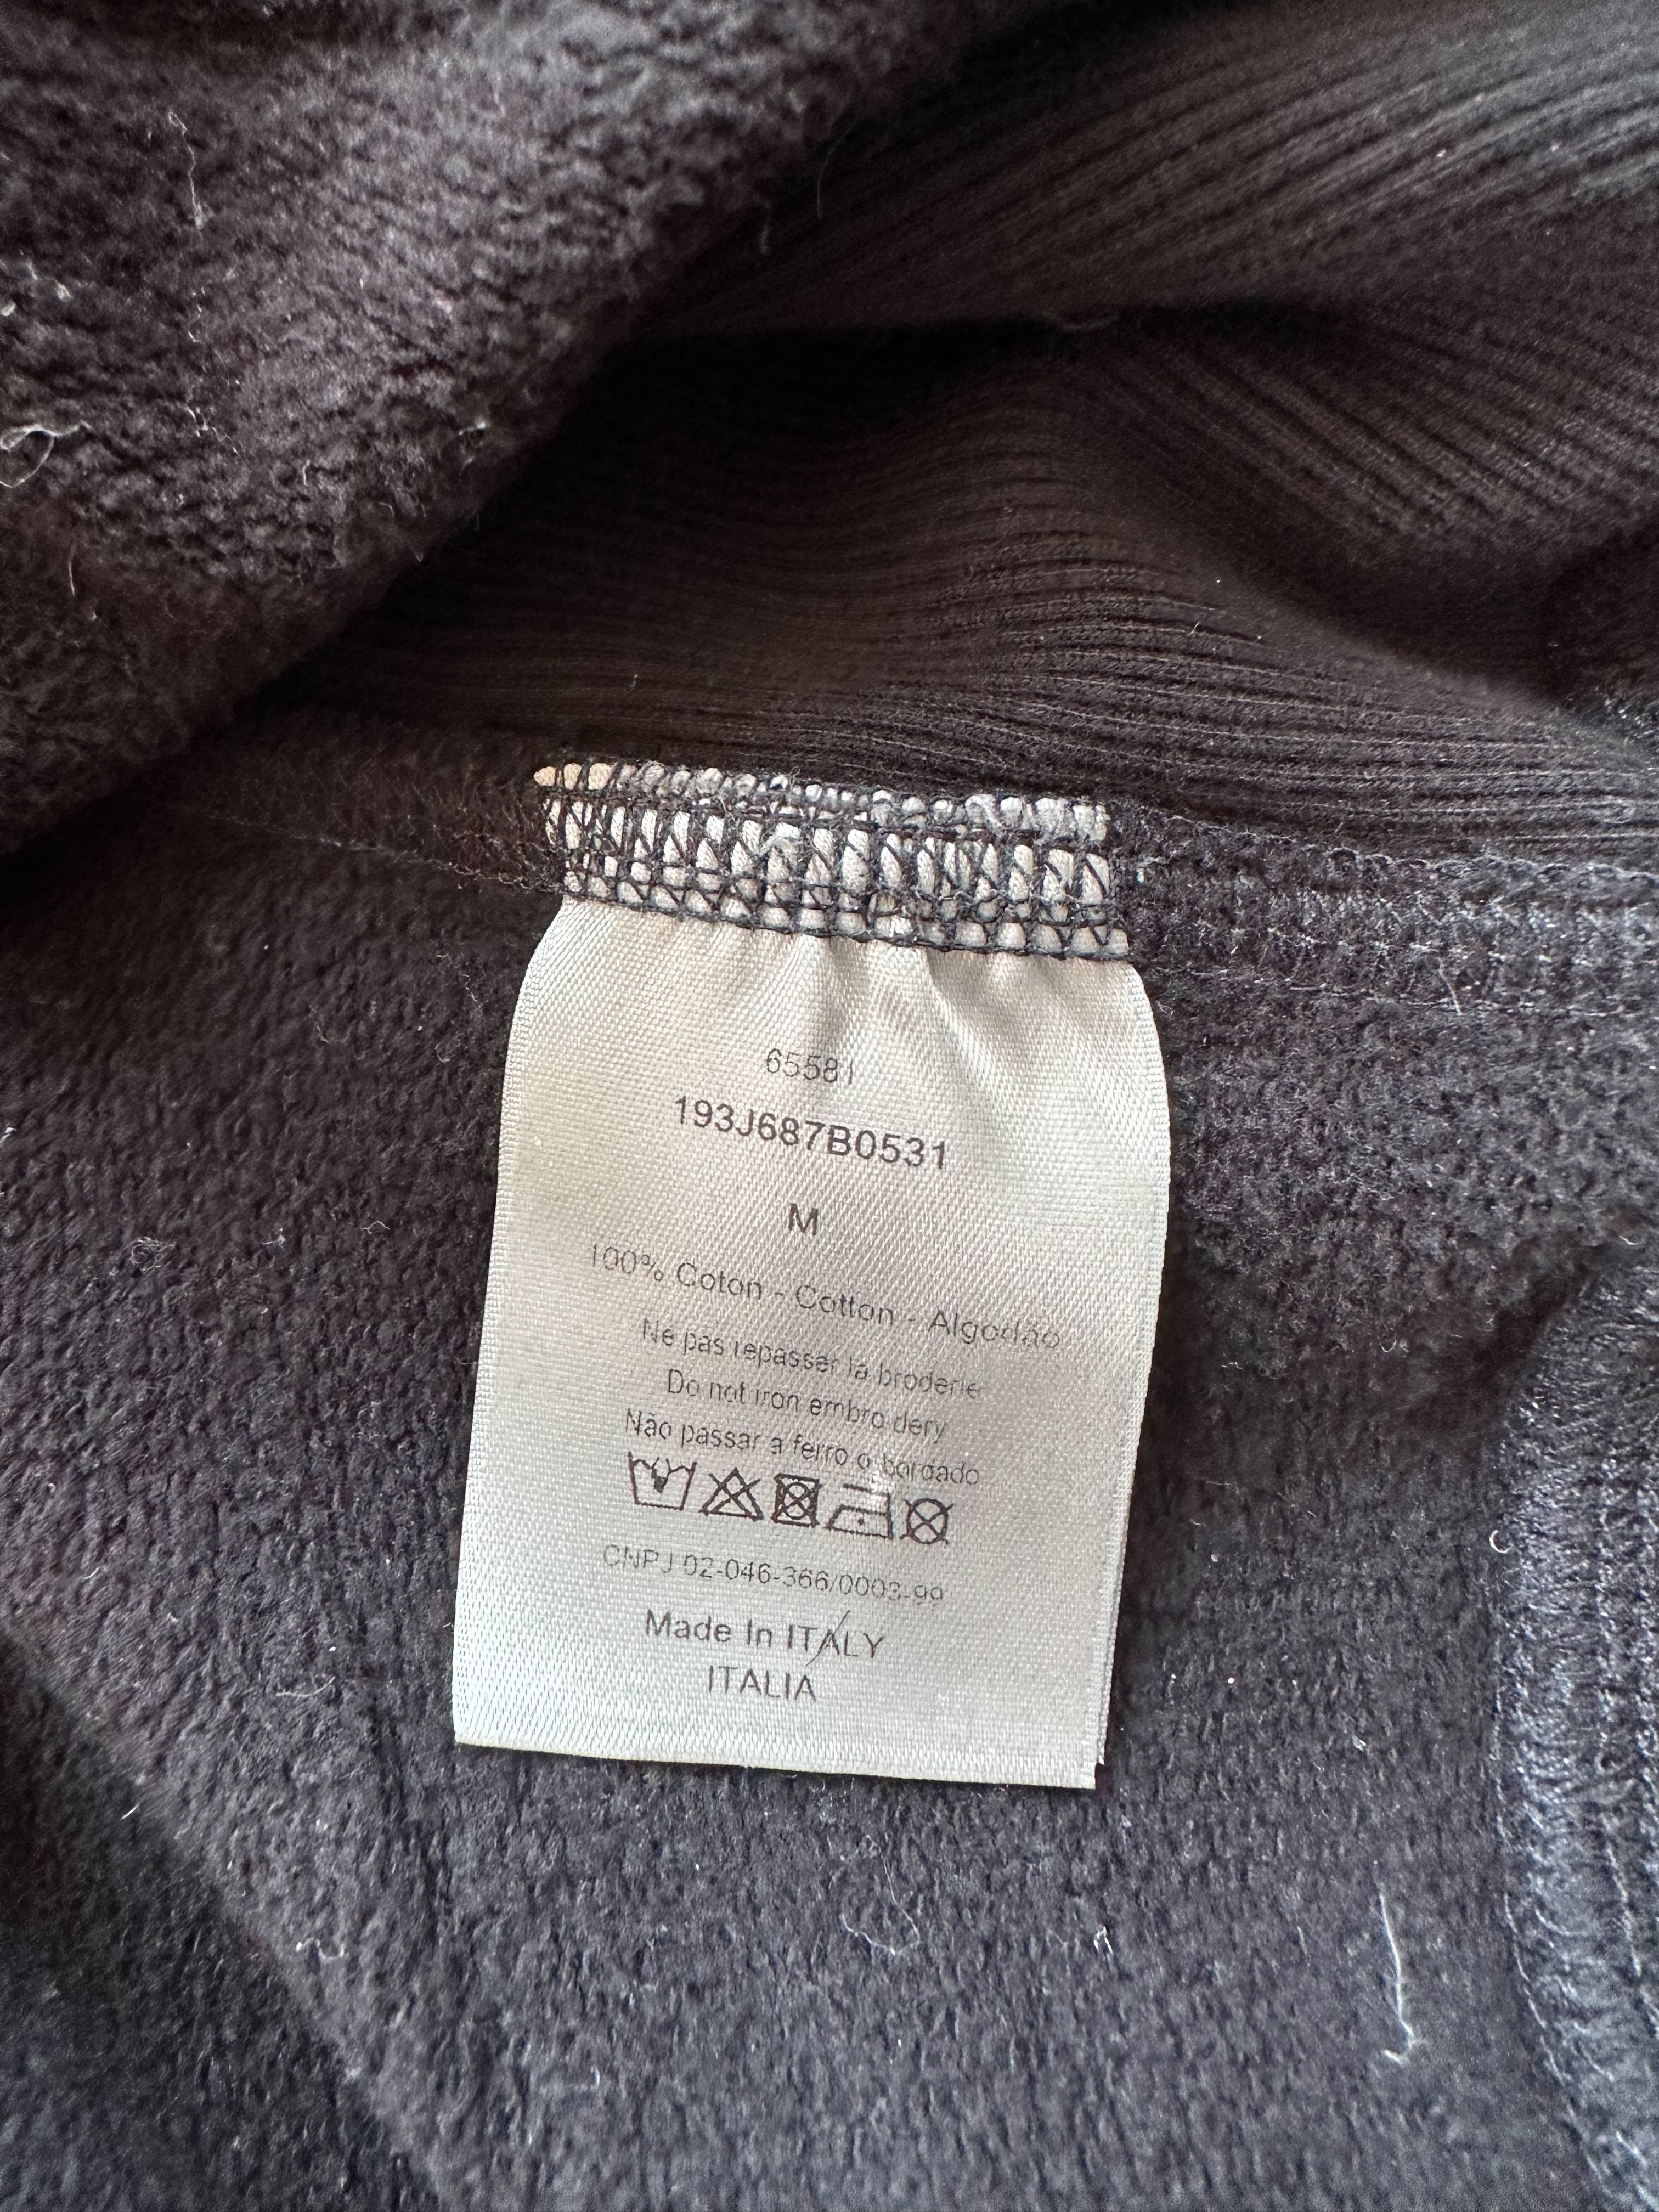 65581
193J687B0531
M
100% Coton - Cotton - Algodão
Ne pas repasser la broderie
Do not iron embroidery
Não passar a ferro o bordado
CNPJ 02-046-366/0003-99
Made In ITALY
ITALIA